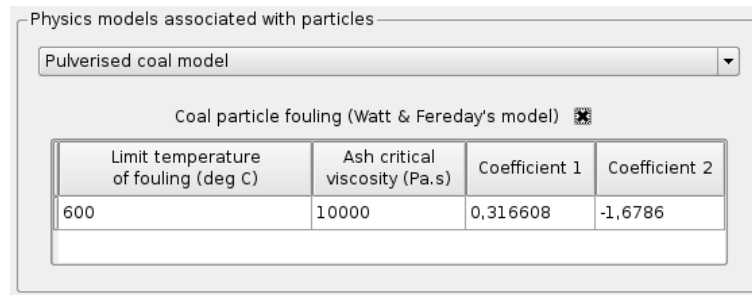 Physics models associated with particles
Pulverised coal model
Coal particle fouling (Watt & Fereday's model)
Limit temperature
of fouling (deg C)
Ash critical
viscosity (Pa.s)
Coefficient 1
Coefficient 2
600
10000
0,316608
-1,6786